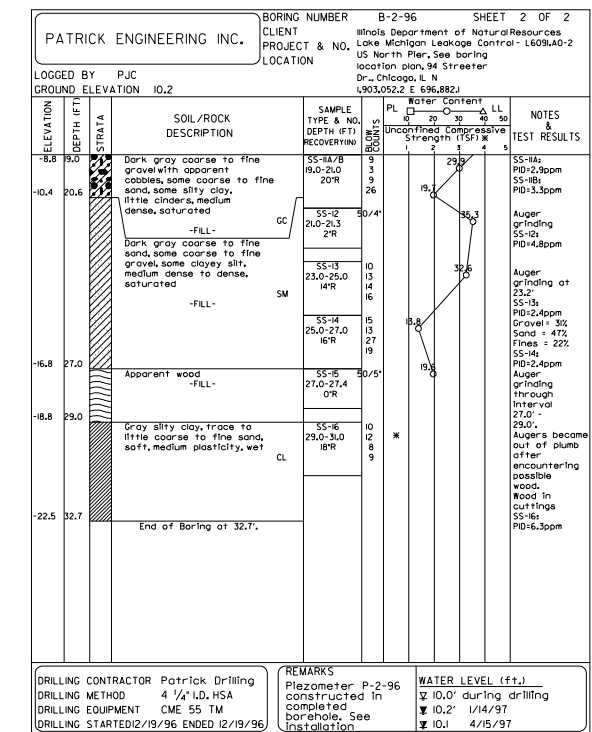 PATRICK ENGINEERING INC.
BORING NUMBER B-2-96 SHEET 2 OF 2
CLIENT Illinois Department of Natural Resources
PROJECT & NO. Lake Michigan Leakage Control - L6091.A0-2
LOCATION US North Pier, See boring
location plan, 94 Streeter
Dr., Chicago, IL N
1,903,052.2 E 696,882.1
LOGGED BY PJC
GROUND ELEVATION 10.2
ELEVATION
DEPTH (FT)
STRATA
SOIL/ROCK
DESCRIPTION
SAMPLE
TYPE & NO.
DEPTH (FT)
RECOVERY(IN)
BLOW
COUNTS
Water Content
PL LL
10 20 30 40 50
Unconfined Compressive
Strength (TSF) ✻
1 2 3 4 5
NOTES
&
TEST RESULTS
-8.8 19.0
Dark gray coarse to fine
gravel with apparent
cobbles, some coarse to fine
sand, some silty clay,
little cinders, medium
dense, saturated
GC
-FILL-
SS-11A/B
19.0-21.0
20"R
9
3
9
26
29.9
SS-11A:
PID=2.9ppm
SS-11B:
PID=3.3ppm
-10.4 20.6
19.7
Dark gray coarse to fine
sand, some coarse to fine
gravel, some clayey silt,
medium dense to dense,
saturated
SM
-FILL-
SS-12
21.0-21.3
2"R
50/4"
35.3
Auger
grinding
SS-12:
PID=4.8ppm
SS-13
23.0-25.0
14"R
10
13
14
16
32.6
Auger
grinding at
23.2'
SS-13:
PID=2.4ppm
Gravel = 31%
Sand = 47%
Fines = 22%
SS-14
25.0-27.0
16"R
15
13
27
19
13.8
SS-14:
PID=2.4ppm
-16.8 27.0
Apparent wood
-FILL-
SS-15
27.0-27.4
0"R
50/5"
19.6
Auger
grinding
through
interval
27.0' -
29.0'.
-18.8 29.0
Gray silty clay, trace to
little coarse to fine sand,
soft, medium plasticity, wet
CL
SS-16
29.0-31.0
18"R
10
12
8
9
✻
Augers became
out of plumb
after
encountering
possible
wood.
Wood in
cuttings
SS-16:
PID=6.3ppm
-22.5 32.7
End of Boring at 32.7'.
DRILLING CONTRACTOR Patrick Drilling
DRILLING METHOD 4 1/4" I.D. HSA
DRILLING EQUIPMENT CME 55 TM
DRILLING STARTED 12/19/96 ENDED 12/19/96
REMARKS
Piezometer P-2-96
constructed in
completed
borehole. See
installation
WATER LEVEL (ft.)
10.0' during drilling
10.2' 1/14/97
10.1 4/15/97